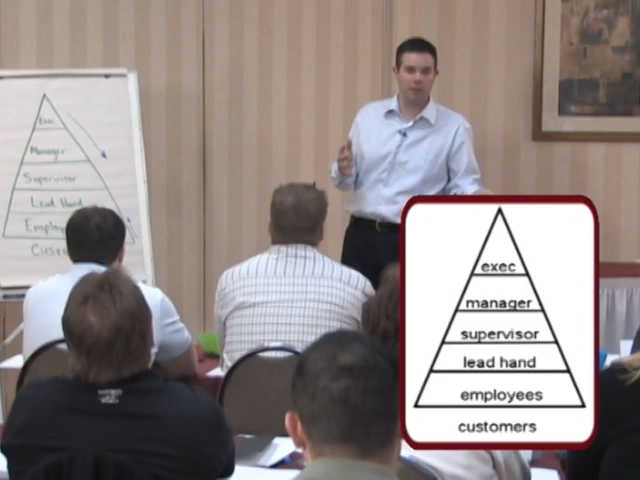 Exec
Manager
Supervisor
Lead Hand
exec
manager
supervisor
lead hand
employees
customers